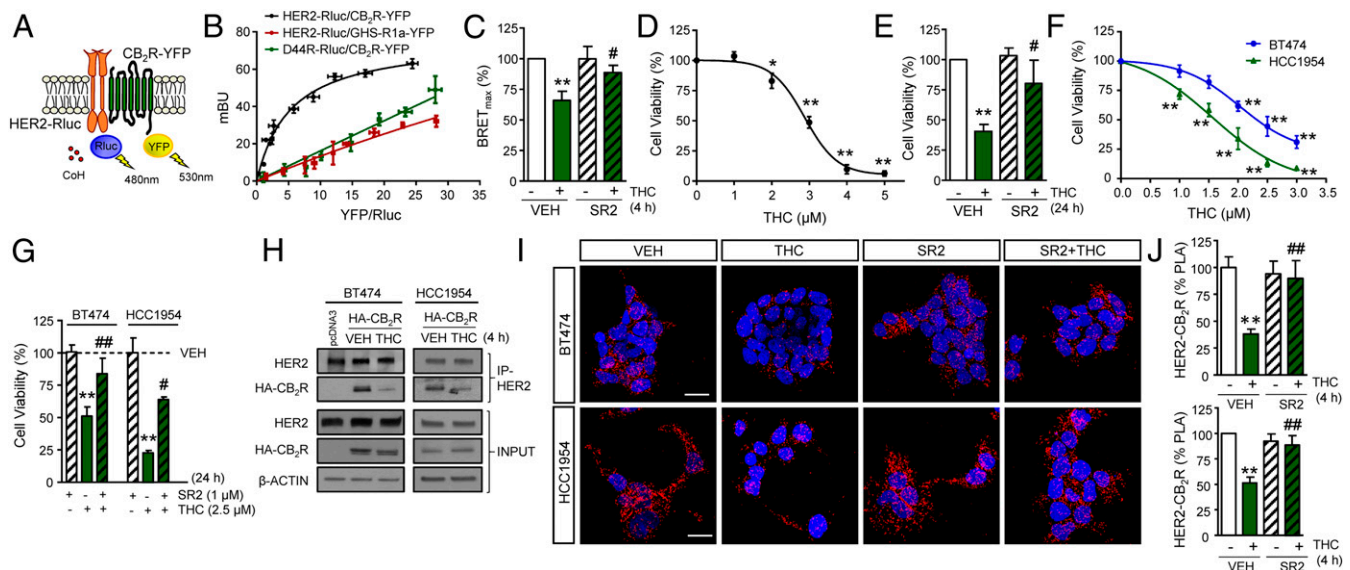 A
CB2R-YFP
HER2-Rluc
Rluc
YFP
CoH
480nm
530nm
B
HER2-Rluc/CB2R-YFP
HER2-Rluc/GHS-R1a-YFP
D44R-Rluc/CB2R-YFP
mBU
60
40
20
0
0 5 10 15 20 25 30 35
YFP/Rluc
C
BRETmax (%)
125
100
75
50
25
0
**
#
- + - + THC
VEH SR2 (4 h)
D
Cell Viability (%)
125
100
75
50
25
0
*
**
**
**
0 1 2 3 4 5
THC (µM)
E
Cell Viability (%)
125
100
75
50
25
0
**
#
- + - + THC
VEH SR2 (24 h)
F
BT474
HCC1954
Cell Viability (%)
125
100
75
50
25
0
**
**
**
**
**
**
**
**
0.0 0.5 1.0 1.5 2.0 2.5 3.0 3.5
THC (µM)
G
BT474 HCC1954
Cell Viability (%)
125
100
75
50
25
0
VEH
**
##
**
#
(24 h)
+ - + + - + SR2 (1 µM)
- + + - + + THC (2.5 µM)
H
BT474 HCC1954
pcDNA3
HA-CB2R HA-CB2R
VEH THC VEH THC (4 h)
HER2
HA-CB2R
IP-
HER2
HER2
HA-CB2R
β-ACTIN
INPUT
I
VEH THC SR2 SR2+THC
BT474
HCC1954
J
HER2-CB2R (% PLA)
125
100
75
50
25
0
**
##
- + - + THC
VEH SR2 (4 h)
HER2-CB2R (% PLA)
125
100
75
50
25
0
**
##
- + - + THC
VEH SR2 (4 h)